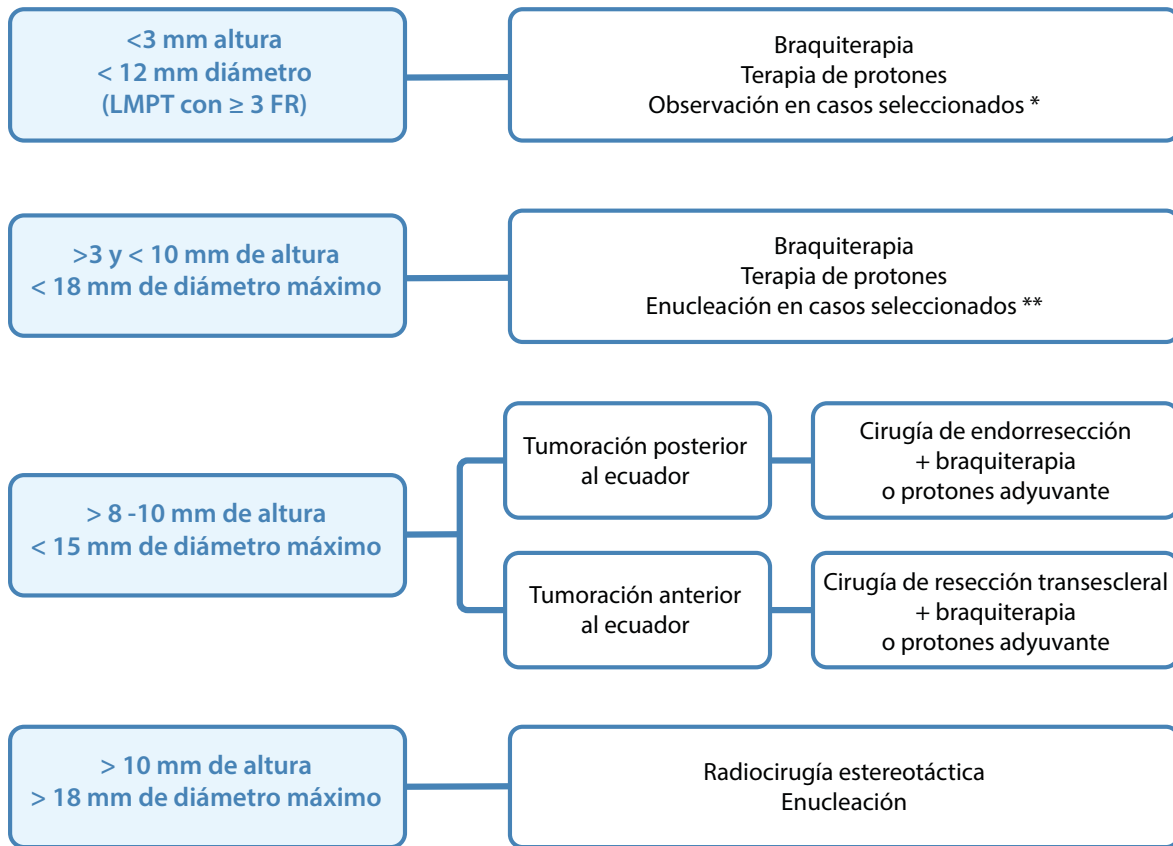 <3 mm altura
< 12 mm diámetro
(LMPT con ≥ 3 FR)
Braquiterapia
Terapia de protones
Observación en casos seleccionados *
>3 y < 10 mm de altura
< 18 mm de diámetro máximo
Braquiterapia
Terapia de protones
Enucleación en casos seleccionados **
> 8 -10 mm de altura
< 15 mm de diámetro máximo
Tumoración posterior
al ecuador
Cirugía de endorresección
+ braquiterapia
o protones adyuvante
Tumoración anterior
al ecuador
Cirugía de resección transescleral
+ braquiterapia
o protones adyuvante
> 10 mm de altura
> 18 mm de diámetro máximo
Radiocirugía estereotáctica
Enucleación